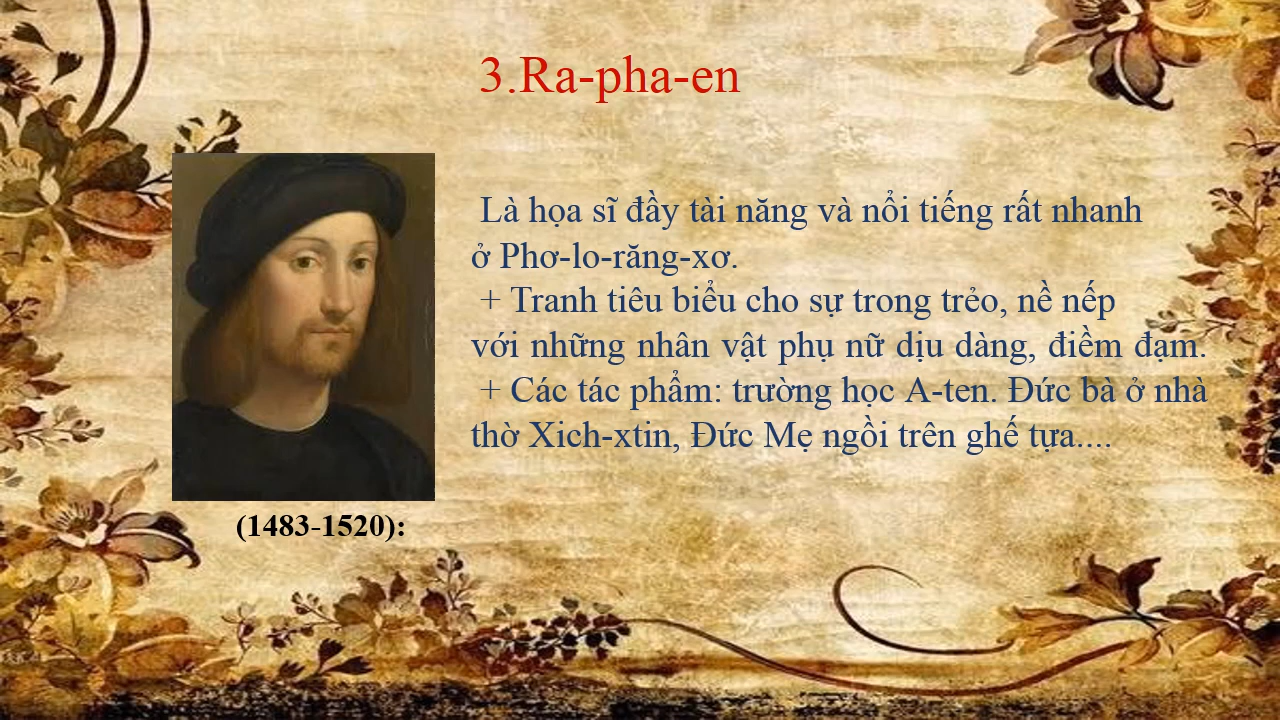 3.Ra-pha-en
Là họa sĩ đầy tài năng và nổi tiếng rất nhanh
ở Phơ-lo-răng-xơ.
+ Tranh tiêu biểu cho sự trong trẻo, nề nếp
với những nhân vật phụ nữ dịu dàng, điềm đạm.
+ Các tác phẩm: trường học A-ten. Đức bà ở nhà
thờ Xich-xtin, Đức Mẹ ngồi trên ghế tựa....
(1483-1520):